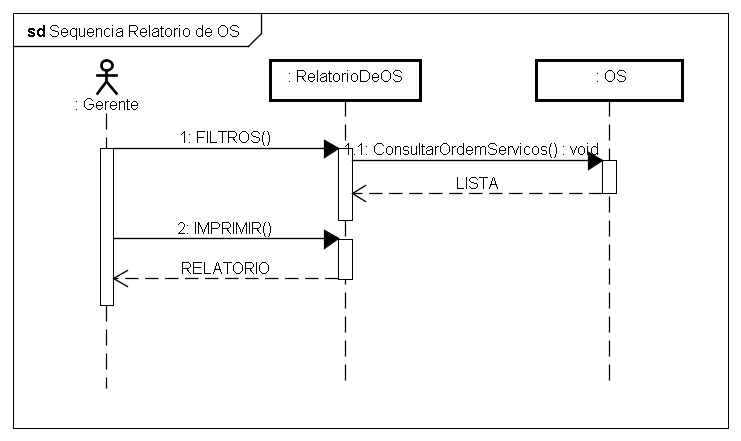 sd Sequencia Relatorio de OS
: Gerente
: RelatorioDeOS
: OS
1: FILTROS()
1.1: ConsultarOrdemServicos() : void
LISTA
2: IMPRIMIR()
RELATORIO